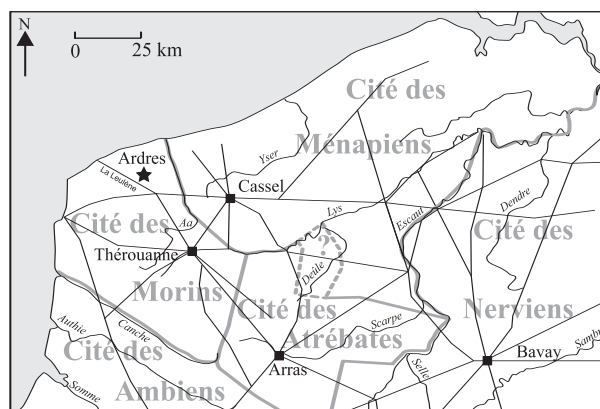 N
0 25 km
Cité des
Ménapiens
Ardres
La Leulène
Yser
Cassel
Lys
Escaut
Dendre
Cité des
Aa
Cité des
Thérouanne
Deûle
Morins
Cité des
Nerviens
Scarpe
Atrébates
Authie
Canche
Cité des
Selle
Bavay
Sambr
Arras
Somme
Ambiens